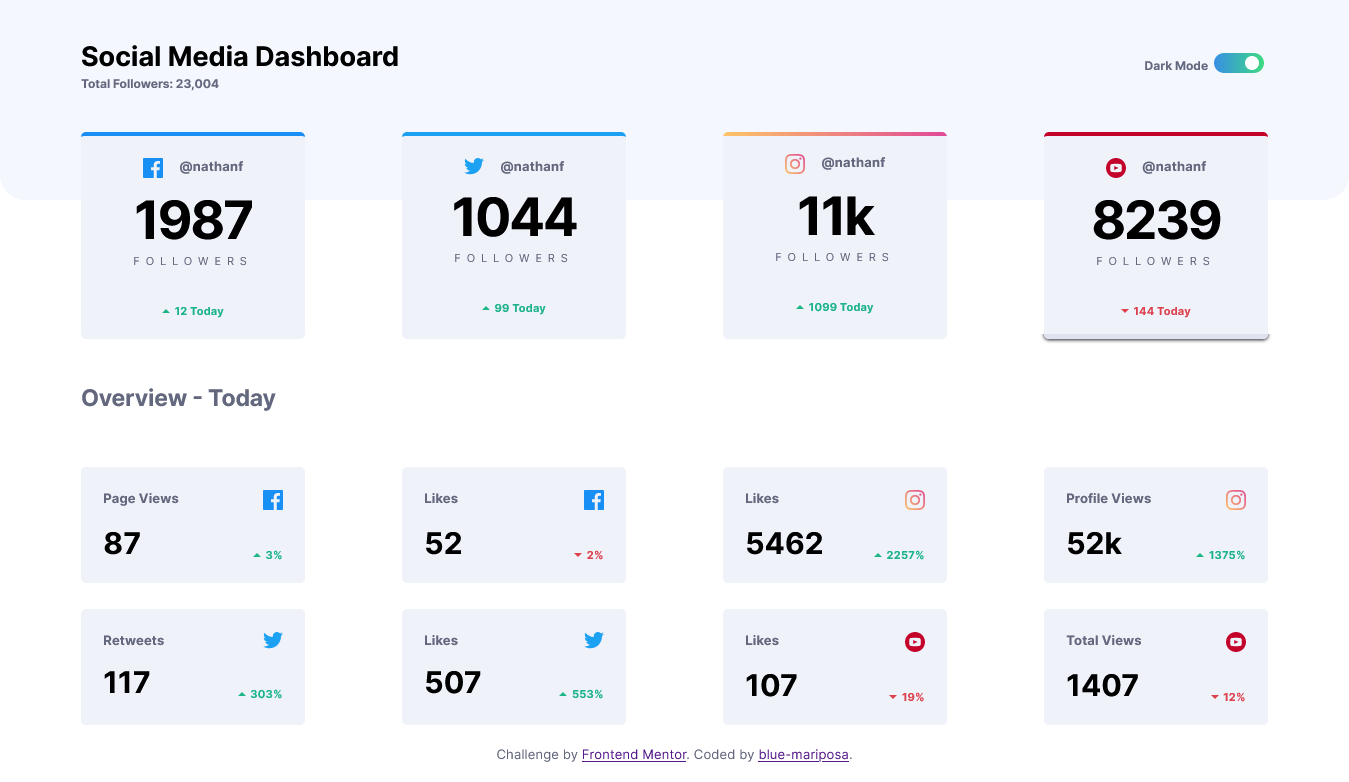 Social Media Dashboard
Total Followers: 23,004
Dark Mode
@nathanf
1987
FOLLOWERS
12 Today
@nathanf
1044
FOLLOWERS
99 Today
@nathanf
11k
FOLLOWERS
1099 Today
@nathanf
8239
FOLLOWERS
144 Today
Overview - Today
Page Views
87
3%
Likes
52
2%
Likes
5462
2257%
Profile Views
52k
1375%
Retweets
117
303%
Likes
507
553%
Likes
107
19%
Total Views
1407
12%
Challenge by Frontend Mentor. Coded by blue-mariposa.